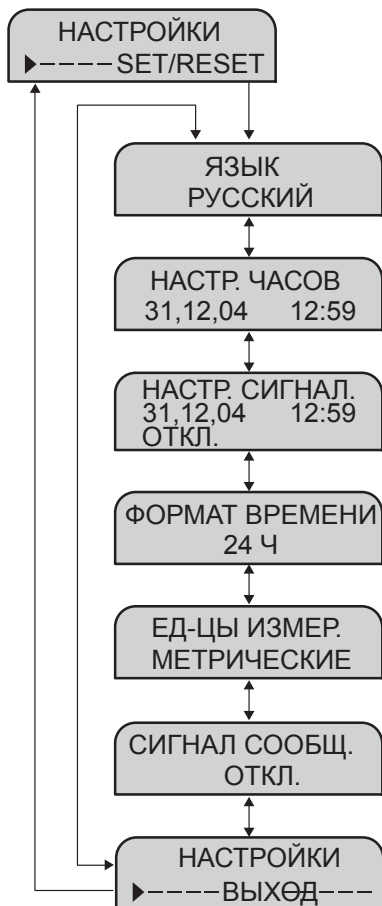 НАСТРОЙКИ
▶----SET/RESET
ЯЗЫК
РУССКИЙ
НАСТР. ЧАСОВ
31,12,04 12:59
НАСТР. СИГНАЛ.
31,12,04 12:59
ОТКЛ.
ФОРМАТ ВРЕМЕНИ
24 Ч
ЕД-ЦЫ ИЗМЕР.
МЕТРИЧЕСКИЕ
СИГНАЛ СООБЩ.
ОТКЛ.
НАСТРОЙКИ
▶----ВЫХОД---